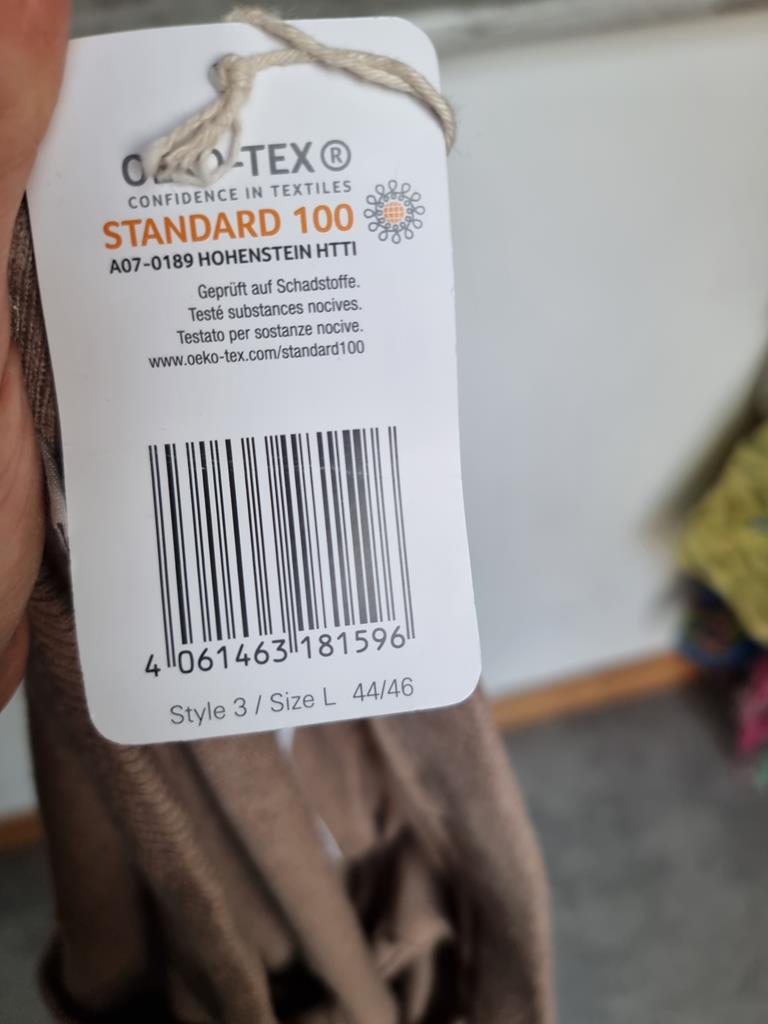 OEKO-TEX®
CONFIDENCE IN TEXTILES
STANDARD 100
A07-0189 HOHENSTEIN HTTI
Geprüft auf Schadstoffe.
Testé substances nocives.
Testato per sostanze nocive.
www.oeko-tex.com/standard100
4 061463 181596
Style 3 / Size L 44/46